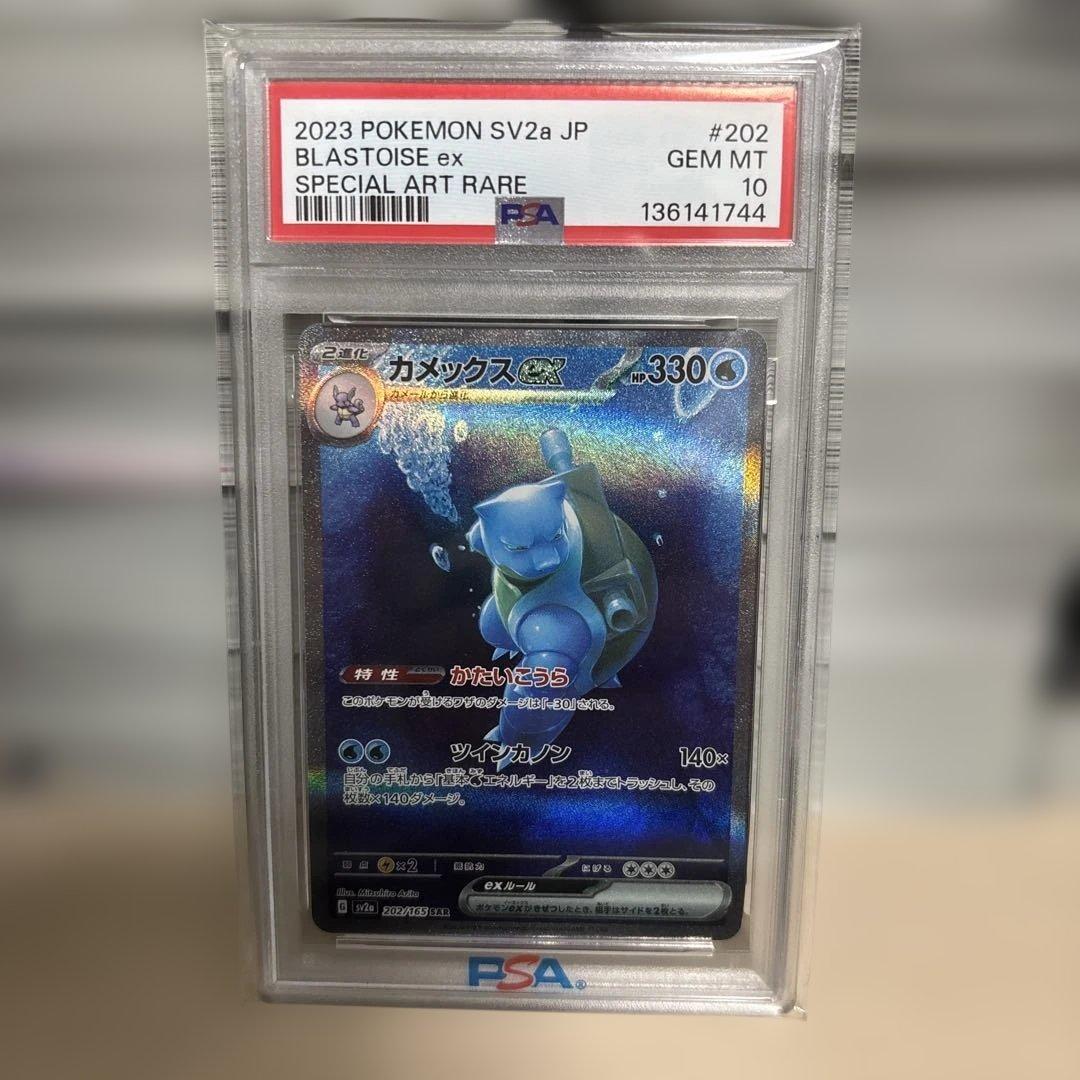 2023 POKEMON SV2a JP #202
BLASTOISE ex GEM MT
SPECIAL ART RARE 10
PSA 136141744
2進化 カメックスex HP330
カメールから進化
特性 かたいこうら
このポケモンが受けるワザのダメージは「-30」される。
ツインカノン 140×
自分の手札から「基本エネルギー」を2枚までトラッシュし、その
枚数×140ダメージ。
弱点 ×2 抵抗力 にげる
Illus. Mitsuhiro Arita
exルール
ポケモンexがきぜつしたとき、相手はサイドを2枚とる。
G sv2a 202/165 SAR
PSA®